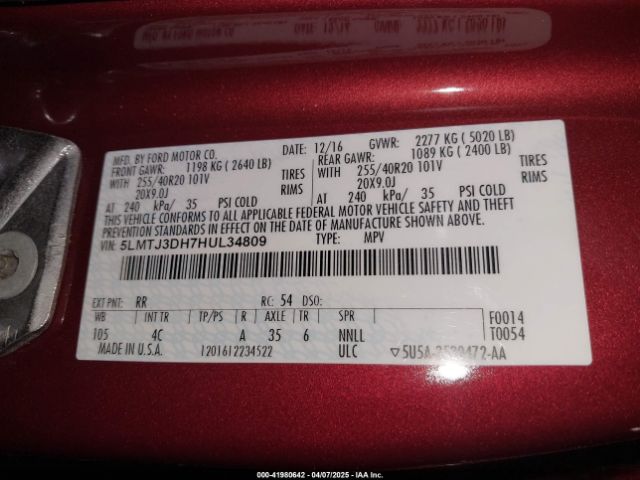 MFD. BY FORD MOTOR CO. DATE: 12/16 GVWR: 2277 KG ( 5020 LB)
FRONT GAWR: 1198 KG ( 2640 LB) REAR GAWR: 1089 KG ( 2400 LB)
WITH 255/40R20 101V TIRES WITH 255/40R20 101V TIRES
20X9.0J RIMS 20X9.0J RIMS
AT 240 kPa/ 35 PSI COLD AT 240 kPa/ 35 PSI COLD
THIS VEHICLE CONFORMS TO ALL APPLICABLE FEDERAL MOTOR VEHICLE SAFETY AND THEFT
PREVENTION STANDARDS IN EFFECT ON THE DATE OF MANUFACTURE SHOWN ABOVE.
VIN: 5LMTJ3DH7HUL34809 TYPE: MPV
EXT PNT: RR RC: 54 DSO:
WB INT TR TP/PS R AXLE TR SPR F0014
105 4C A 35 6 NNLL T0054
MADE IN U.S.A. 1201612234522 ULC
000-41980642 - 04/07/2025 - IAA Inc.